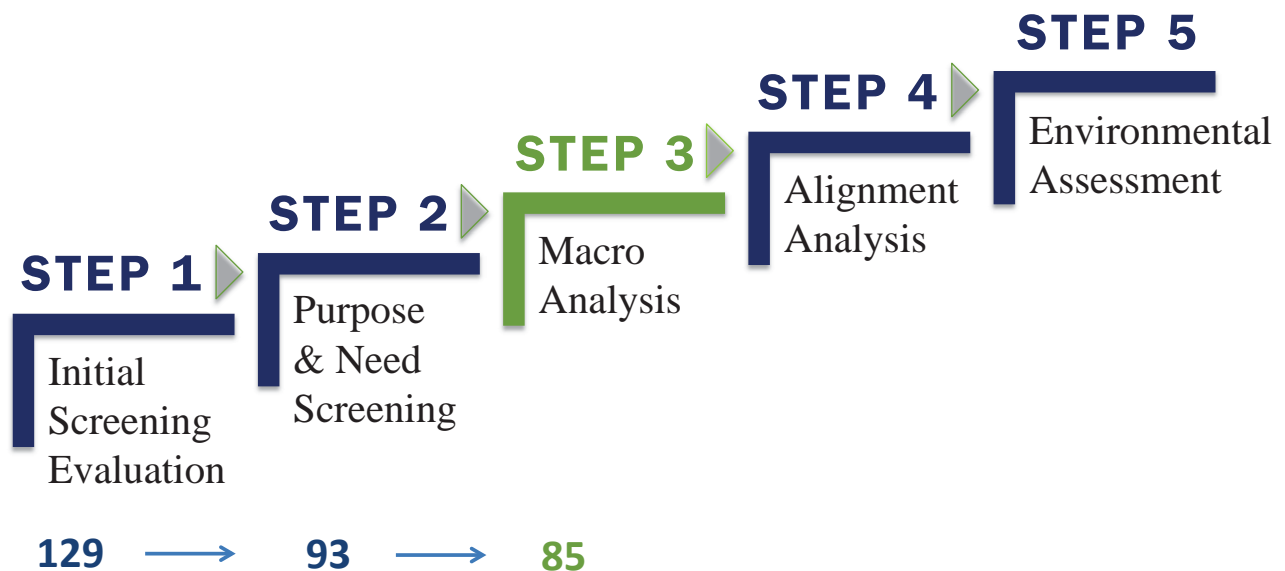 STEP 1
Initial
Screening
Evaluation
STEP 2
Purpose
& Need
Screening
STEP 3
Macro
Analysis
STEP 4
Alignment
Analysis
STEP 5
Environmental
Assessment
129
93
85